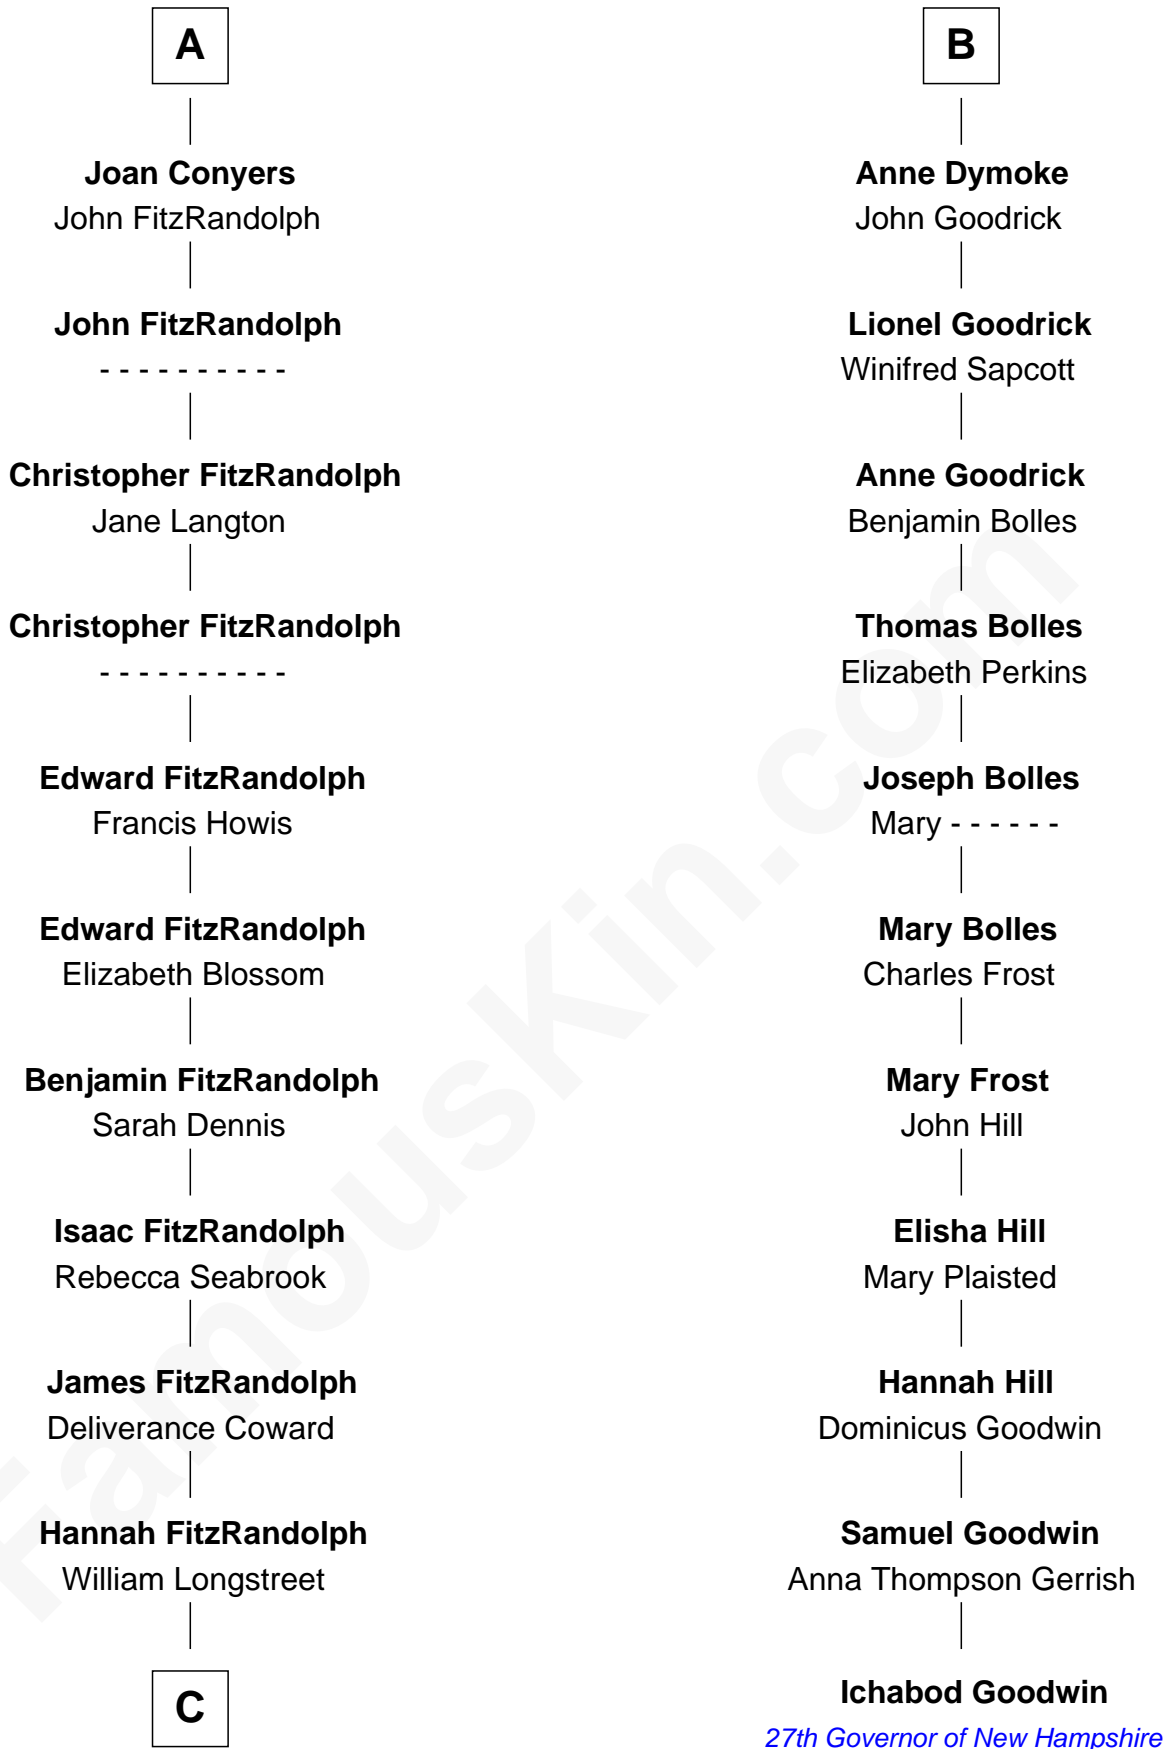 A
Joan Conyers
John FitzRandolph
John FitzRandolph
- - - - - - - - - -
Christopher FitzRandolph
Jane Langton
Christopher FitzRandolph
- - - - - - - - - -
Edward FitzRandolph
Francis Howis
Edward FitzRandolph
Elizabeth Blossom
Benjamin FitzRandolph
Sarah Dennis
Isaac FitzRandolph
Rebecca Seabrook
James FitzRandolph
Deliverance Coward
Hannah FitzRandolph
William Longstreet
C
B
Anne Dymoke
John Goodrick
Lionel Goodrick
Winifred Sapcott
Anne Goodrick
Benjamin Bolles
Thomas Bolles
Elizabeth Perkins
Joseph Bolles
Mary - - - - - -
Mary Bolles
Charles Frost
Mary Frost
John Hill
Elisha Hill
Mary Plaisted
Hannah Hill
Dominicus Goodwin
Samuel Goodwin
Anna Thompson Gerrish
Ichabod Goodwin
27th Governor of New Hampshire
FamousKin.com